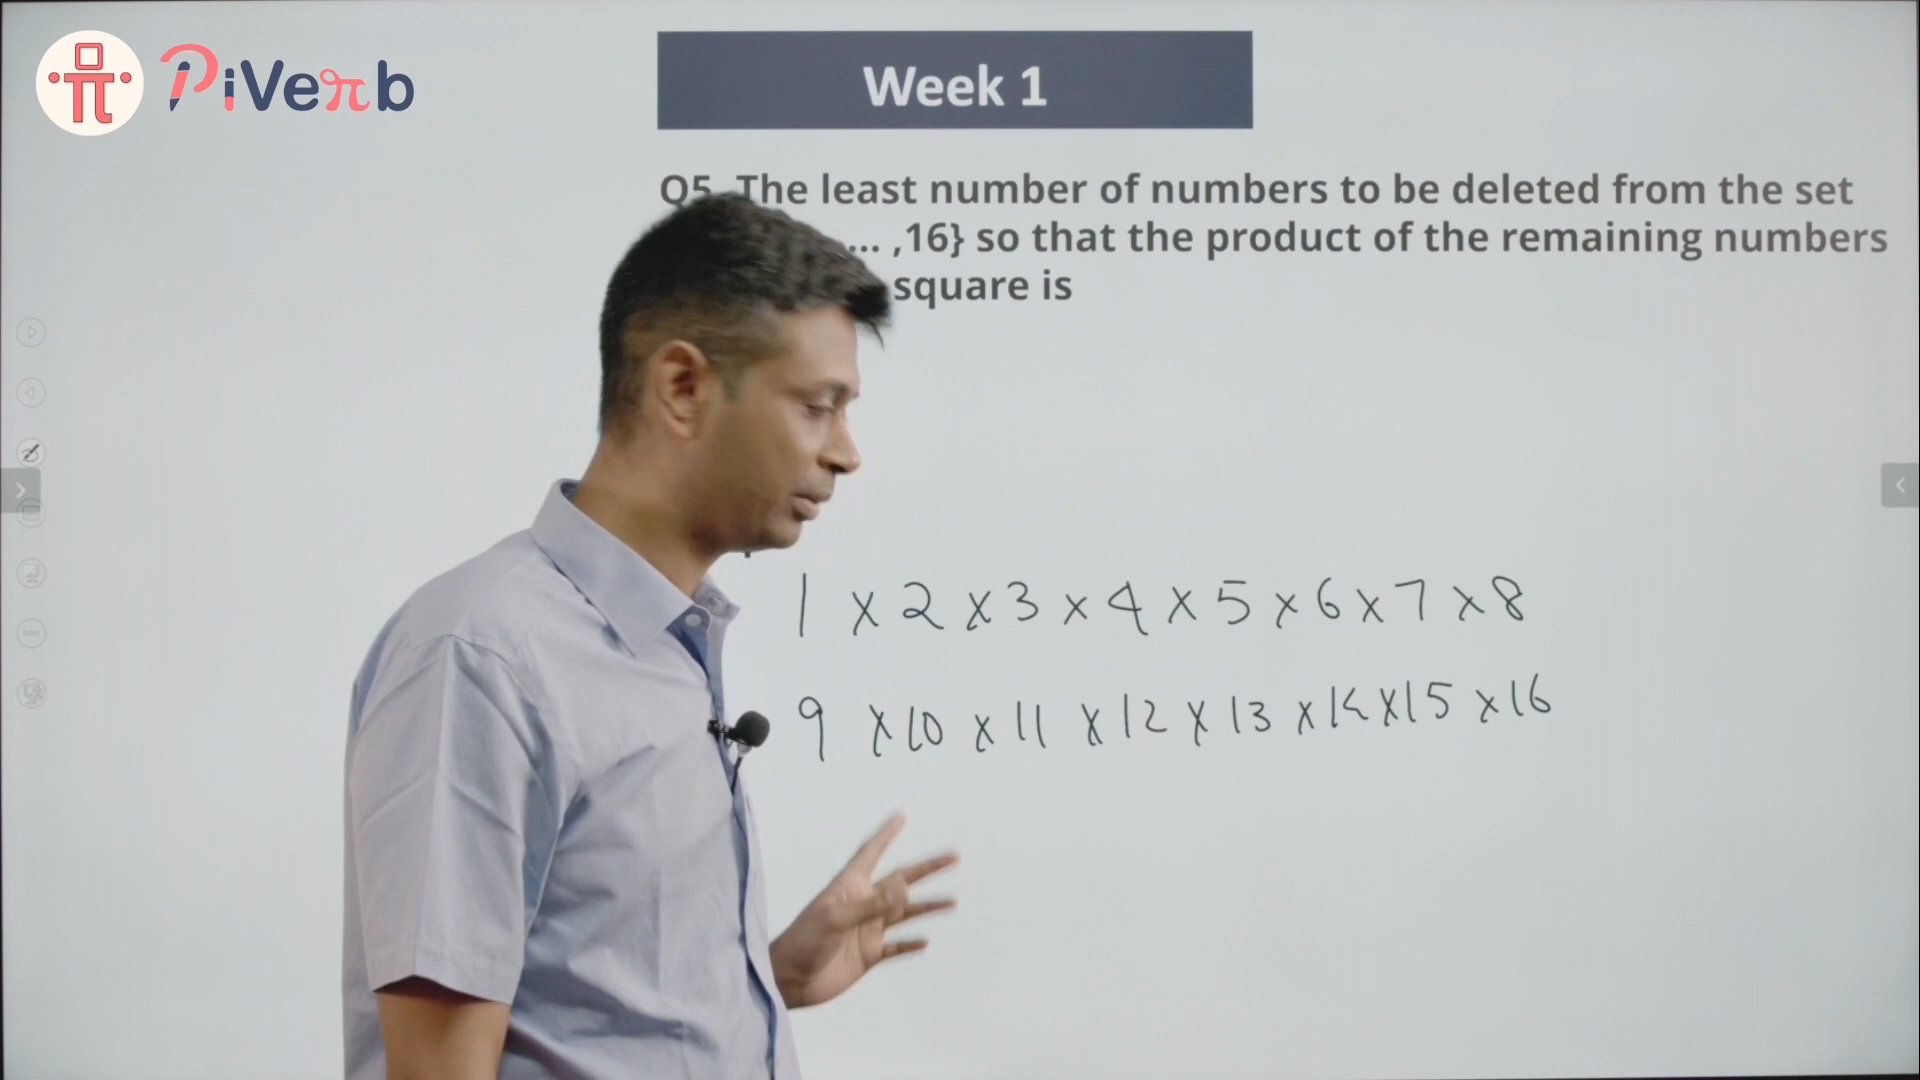 PiVerb
Week 1
Q5. The least number of numbers to be deleted from the set
... ,16} so that the product of the remaining numbers
square is
1 x 2 x 3 x 4 x 5 x 6 x 7 x 8
9 x 10 x 11 x 12 x 13 x 14 x 15 x 16